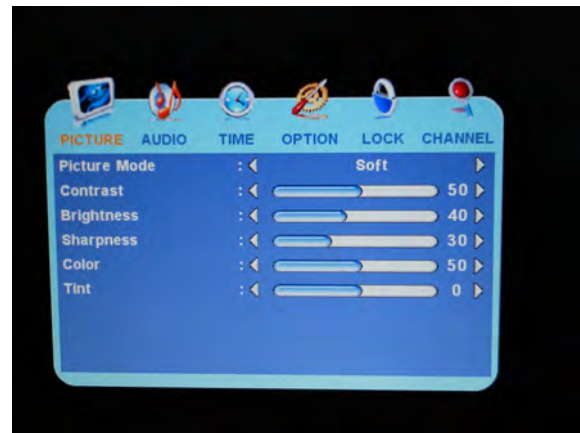 PICTURE AUDIO TIME OPTION LOCK CHANNEL
Picture Mode : Soft
Contrast : 50
Brightness : 40
Sharpness : 30
Color : 50
Tint : 0